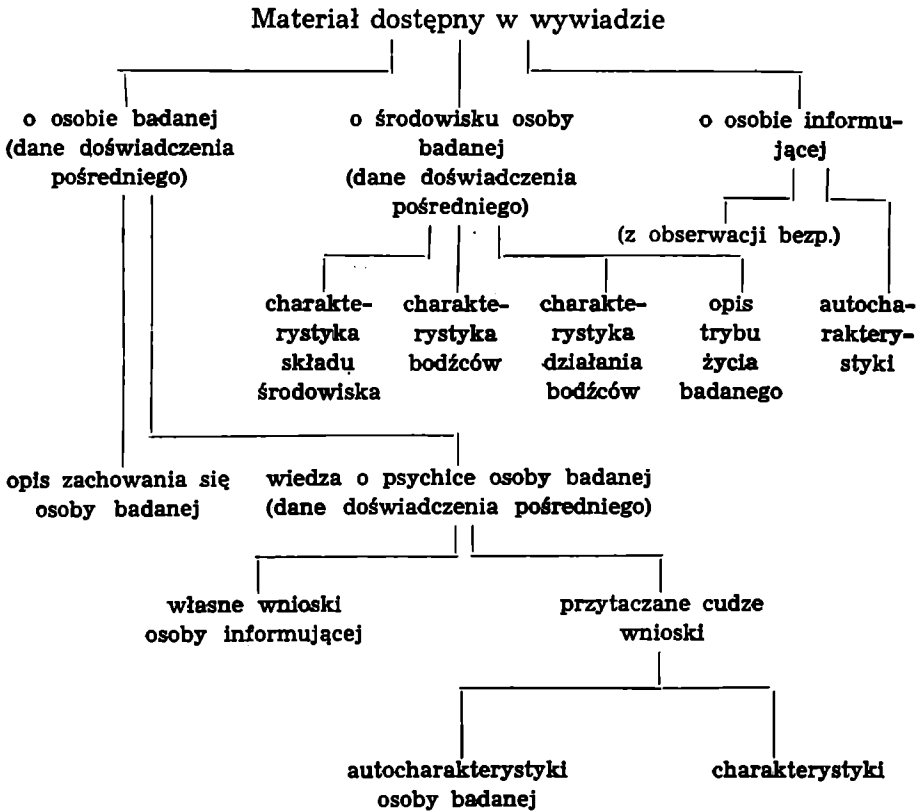 Materiał dostępny w wywiadzie
o osobie badanej
(dane doświadczenia
pośredniego)
o środowisku osoby
badanej
(dane doświadczenia
pośredniego)
o osobie informu-
jącej
(z obserwacji bezp.)
charakte-
rystyka
składu
środowiska
charakte-
rystyka
bodźców
charakte-
rystyka
działania
bodźców
opis
trybu
życia
badanego
autocha-
raktery-
styki
opis zachowania się
osoby badanej
wiedza o psychice osoby badanej
(dane doświadczenia pośredniego)
własne wnioski
osoby informującej
przytaczane cudze
wnioski
autocharakterystyki
osoby badanej
charakterystyki